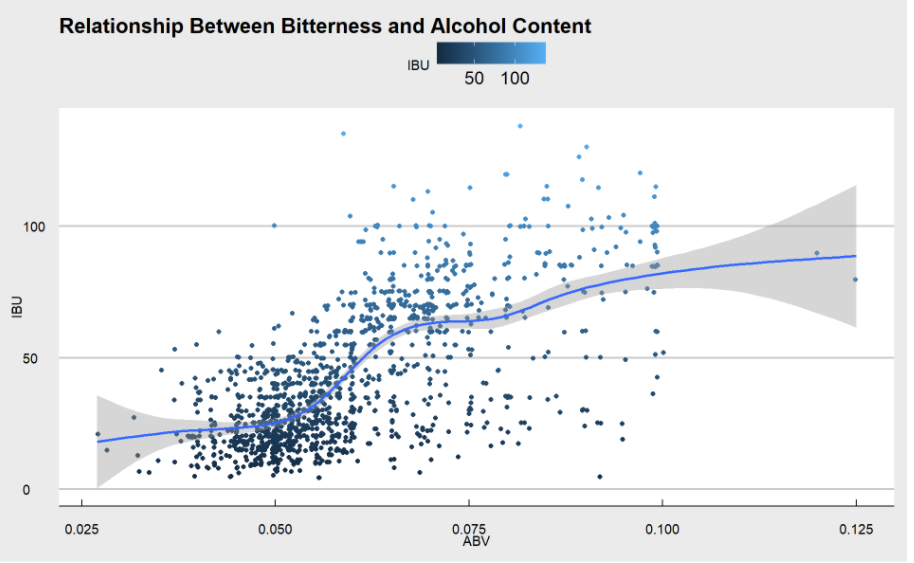 Relationship Between Bitterness and Alcohol Content
IBU
50 100
100
50
0
IBU
0.025 0.050 0.075 0.100 0.125
ABV